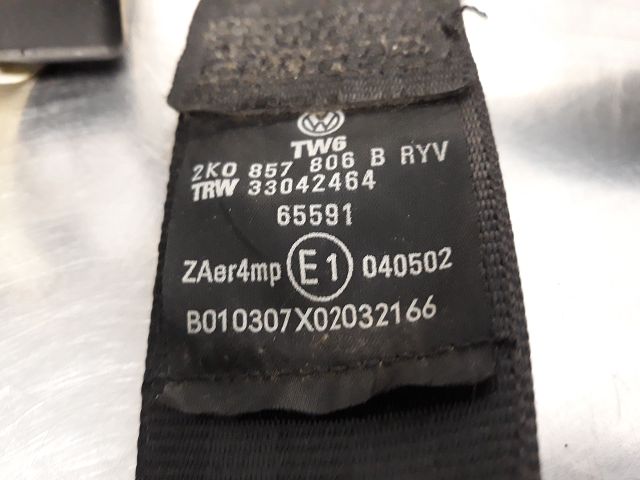 TW6
2K0 857 806 B RYV
TRW 33042464
65591
ZAer4mp E1 040502
B010307X02032166